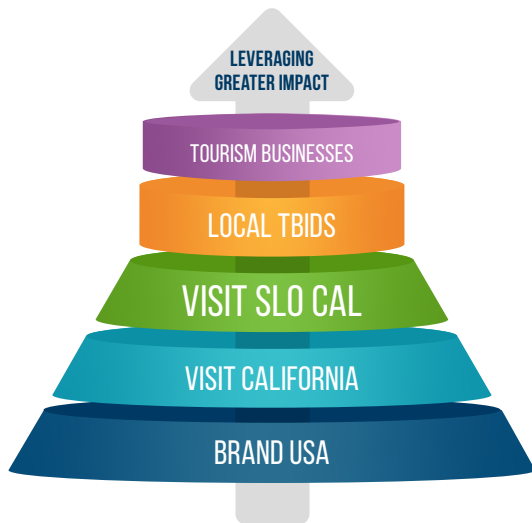 LEVERAGING
GREATER IMPACT
TOURISM BUSINESSES
LOCAL TBIDS
VISIT SLO CAL
VISIT CALIFORNIA
BRAND USA